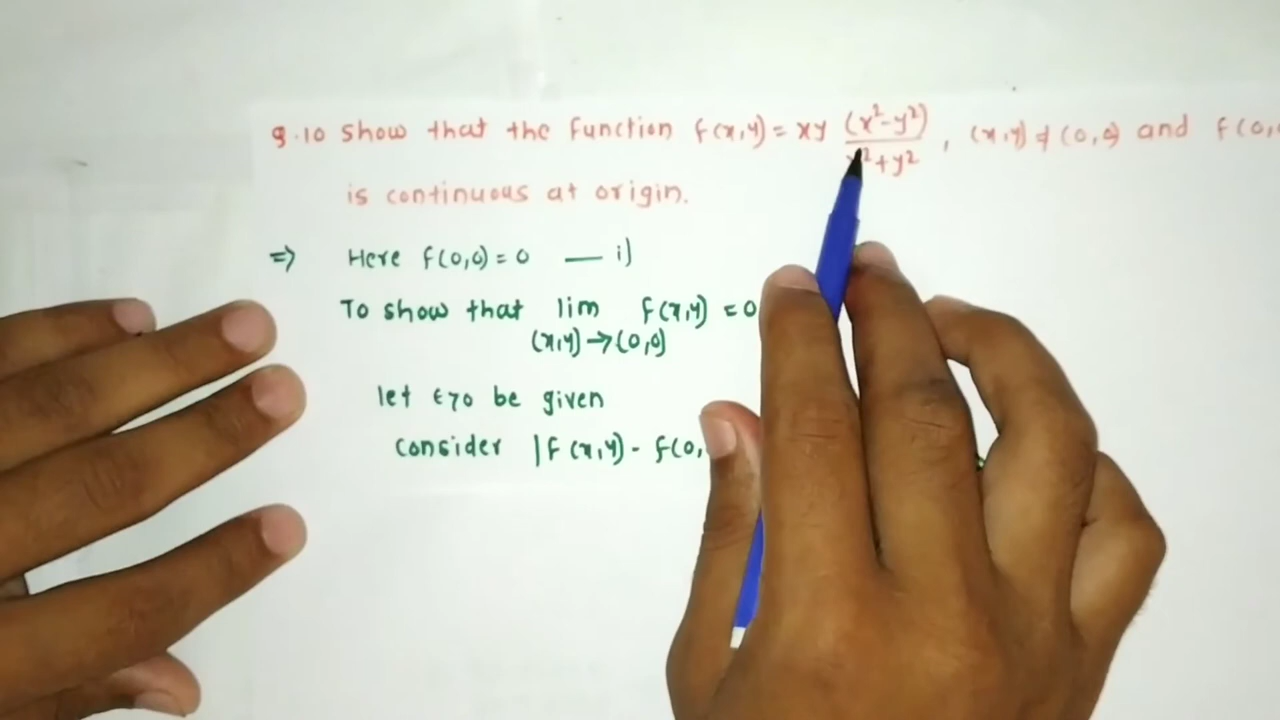 Q.10 Show that the function f(x,y) = xy (x²-y²)/x²+y² , (x,y) ≠ (0,0) and f(0,
is continuous at origin.
=> Here f(0,0) = 0 — i)
To show that lim f(x,y) = 0
(x,y)→(0,0)
let ϵ>0 be given
consider |f(x,y) - f(0,